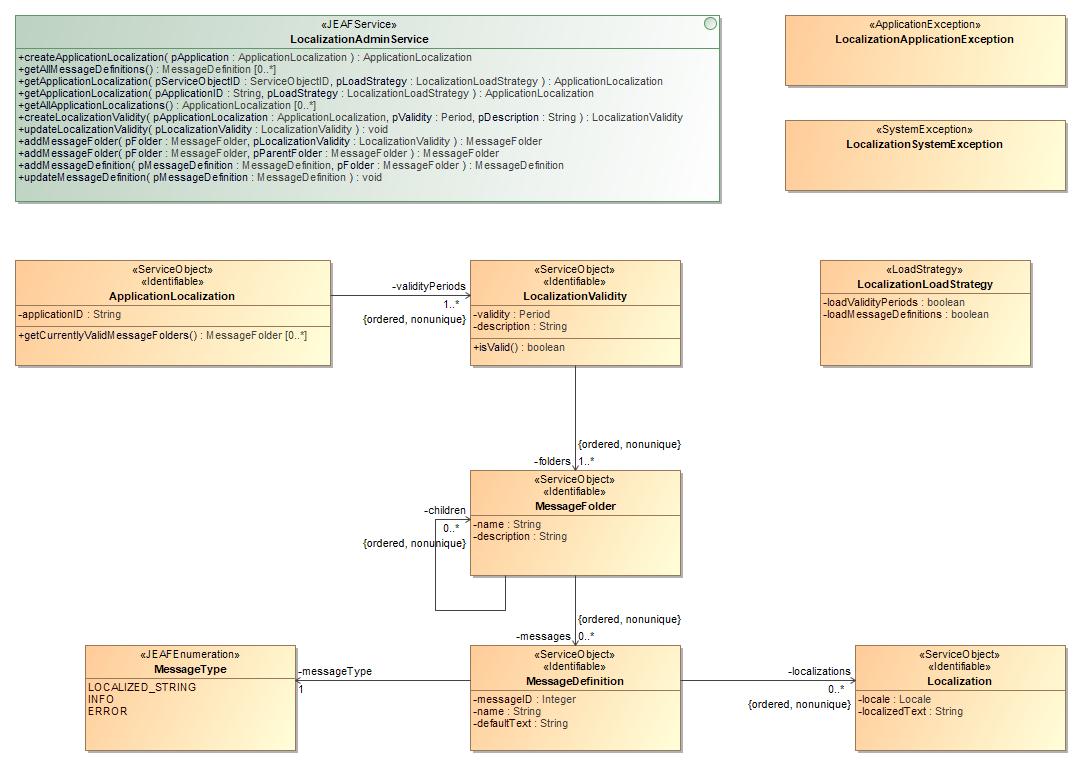 «JEAFService»
LocalizationAdminService
+createApplicationLocalization( pApplication : ApplicationLocalization ) : ApplicationLocalization
+getAllMessageDefinitions() : MessageDefinition [0..*]
+getApplicationLocalization( pServiceObjectID : ServiceObjectID, pLoadStrategy : LocalizationLoadStrategy ) : ApplicationLocalization
+getApplicationLocalization( pApplicationID : String, pLoadStrategy : LocalizationLoadStrategy ) : ApplicationLocalization
+getAllApplicationLocalizations() : ApplicationLocalization [0..*]
+createLocalizationValidity( pApplicationLocalization : ApplicationLocalization, pValidity : Period, pDescription : String ) : LocalizationValidity
+updateLocalizationValidity( pLocalizationValidity : LocalizationValidity ) : void
+addMessageFolder( pFolder : MessageFolder, pLocalizationValidity : LocalizationValidity ) : MessageFolder
+addMessageFolder( pFolder : MessageFolder, pParentFolder : MessageFolder ) : MessageFolder
+addMessageDefinition( pMessageDefinition : MessageDefinition, pFolder : MessageFolder ) : MessageDefinition
+updateMessageDefinition( pMessageDefinition : MessageDefinition ) : void
«ApplicationException»
LocalizationApplicationException
«SystemException»
LocalizationSystemException
«ServiceObject»
«Identifiable»
ApplicationLocalization
-applicationID : String
+getCurrentlyValidMessageFolders() : MessageFolder [0..*]
-validityPeriods
1..*
{ordered, nonunique}
«ServiceObject»
«Identifiable»
LocalizationValidity
-validity : Period
-description : String
+isValid() : boolean
«LoadStrategy»
LocalizationLoadStrategy
-loadValidityPeriods : boolean
-loadMessageDefinitions : boolean
{ordered, nonunique}
-folders 1..*
«ServiceObject»
«Identifiable»
MessageFolder
-name : String
-description : String
-children
0..*
{ordered, nonunique}
{ordered, nonunique}
-messages 0..*
«JEAFEnumeration»
MessageType
LOCALIZED_STRING
INFO
ERROR
-messageType
1
«ServiceObject»
«Identifiable»
MessageDefinition
-messageID : Integer
-name : String
-defaultText : String
-localizations
0..*
{ordered, nonunique}
«ServiceObject»
«Identifiable»
Localization
-locale : Locale
-localizedText : String